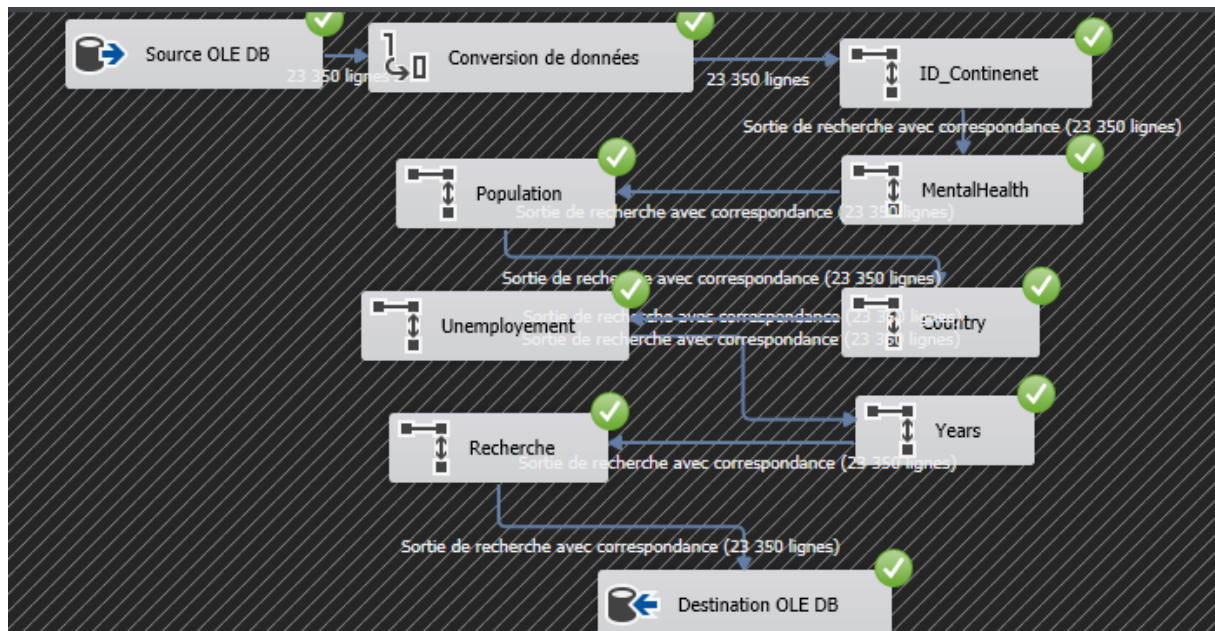 Source OLE DB
23 350 lignes
Conversion de données
23 350 lignes
ID_Continenet
Sortie de recherche avec correspondance (23 350 lignes)
MentalHealth
Sortie de recherche avec correspondance (23 350 lignes)
Population
Sortie de recherche avec correspondance (23 350 lignes)
Country
Sortie de recherche avec correspondance (23 350 lignes)
Unemployement
Sortie de recherche avec correspondance (23 350 lignes)
Years
Sortie de recherche avec correspondance (23 350 lignes)
Recherche
Sortie de recherche avec correspondance (23 350 lignes)
Destination OLE DB